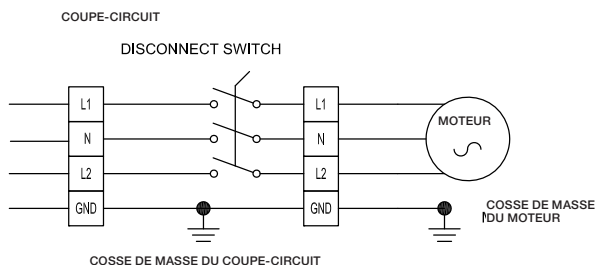 COUPE-CIRCUIT
DISCONNECT SWITCH
L1 L1
N N
MOTEUR
L2 L2
GND GND
COSSE DE MASSE
DU MOTEUR
COSSE DE MASSE DU COUPE-CIRCUIT